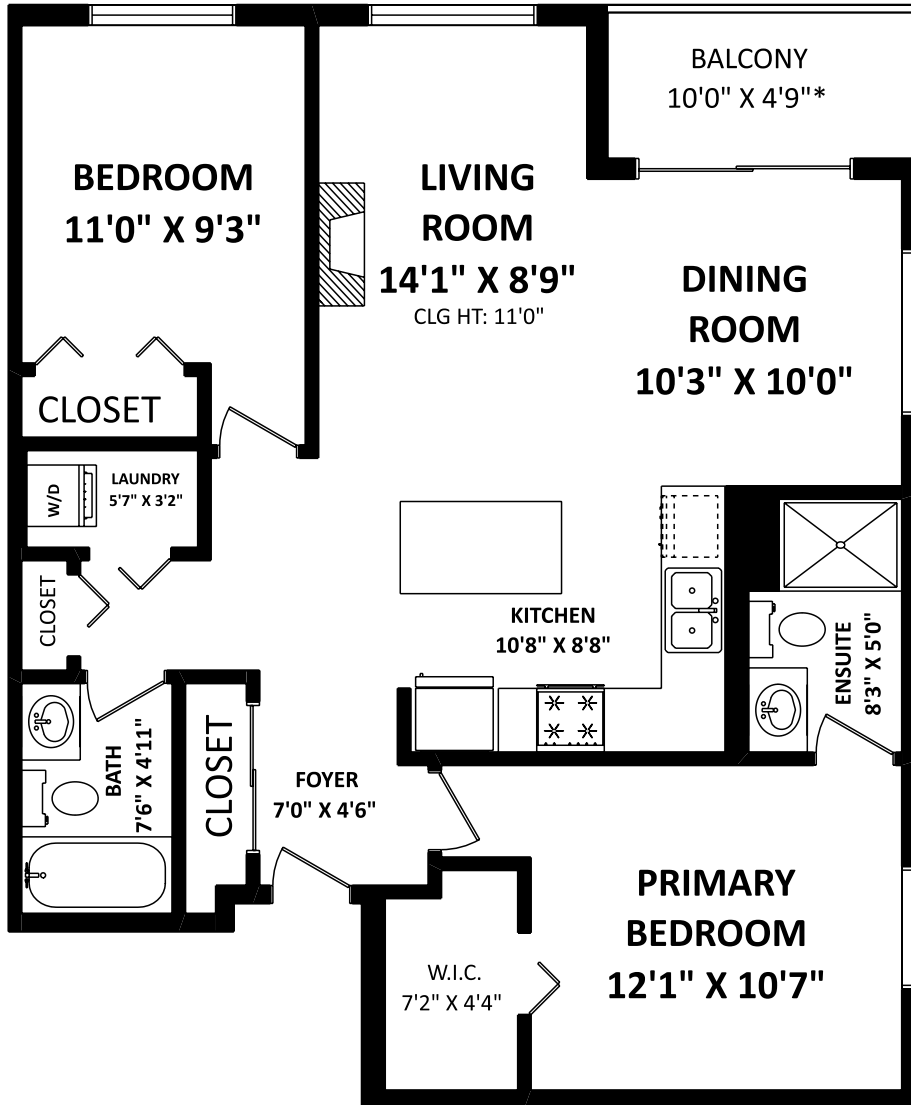 BALCONY
10'0" X 4'9"*
BEDROOM
11'0" X 9'3"
LIVING
ROOM
14'1" X 8'9"
CLG HT: 11'0"
DINING
ROOM
10'3" X 10'0"
CLOSET
W/D
LAUNDRY
5'7" X 3'2"
CLOSET
KITCHEN
10'8" X 8'8"
ENSUITE
8'3" X 5'0"
BATH
7'6" X 4'11"
CLOSET
FOYER
7'0" X 4'6"
PRIMARY
BEDROOM
12'1" X 10'7"
W.I.C.
7'2" X 4'4"